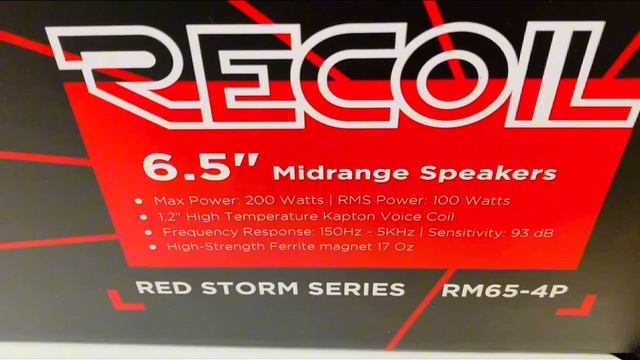 RECOIL
6.5" Midrange Speakers
• Max Power: 200 Watts | RMS Power: 100 Watts
• 1.2" High Temperature Kapton Voice Coil
• Frequency Response: 150Hz - 5KHz | Sensitivity: 93 dB
• High-Strength Ferrite magnet 17 Oz
RED STORM SERIES RM65-4P